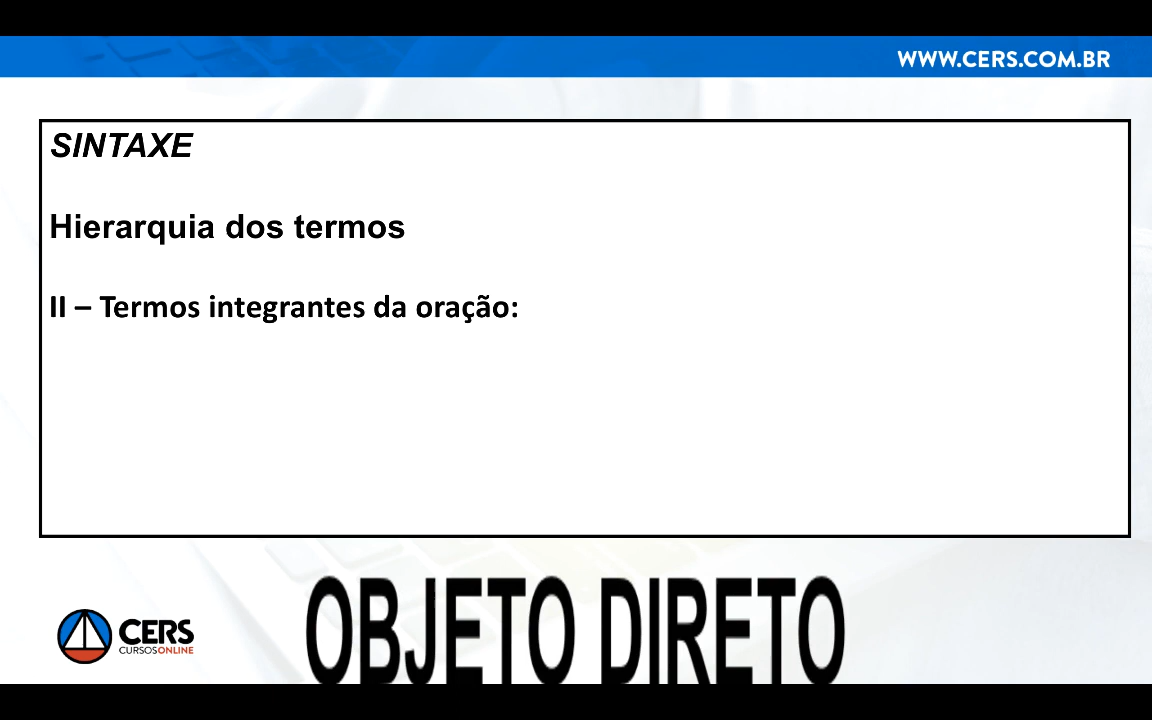 WWW.CERS.COM.BR
SINTAXE
Hierarquia dos termos
II – Termos integrantes da oração:
OBJETO DIRETO
CERS
CURSOSONLINE